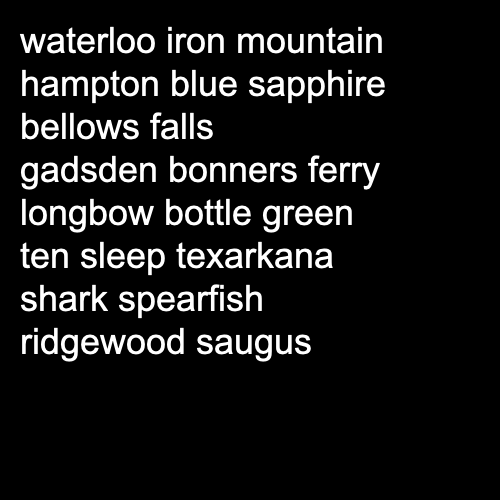 waterloo iron mountain
hampton blue sapphire
bellows falls
gadsden bonners ferry
longbow bottle green
ten sleep texarkana
shark spearfish
ridgewood saugus